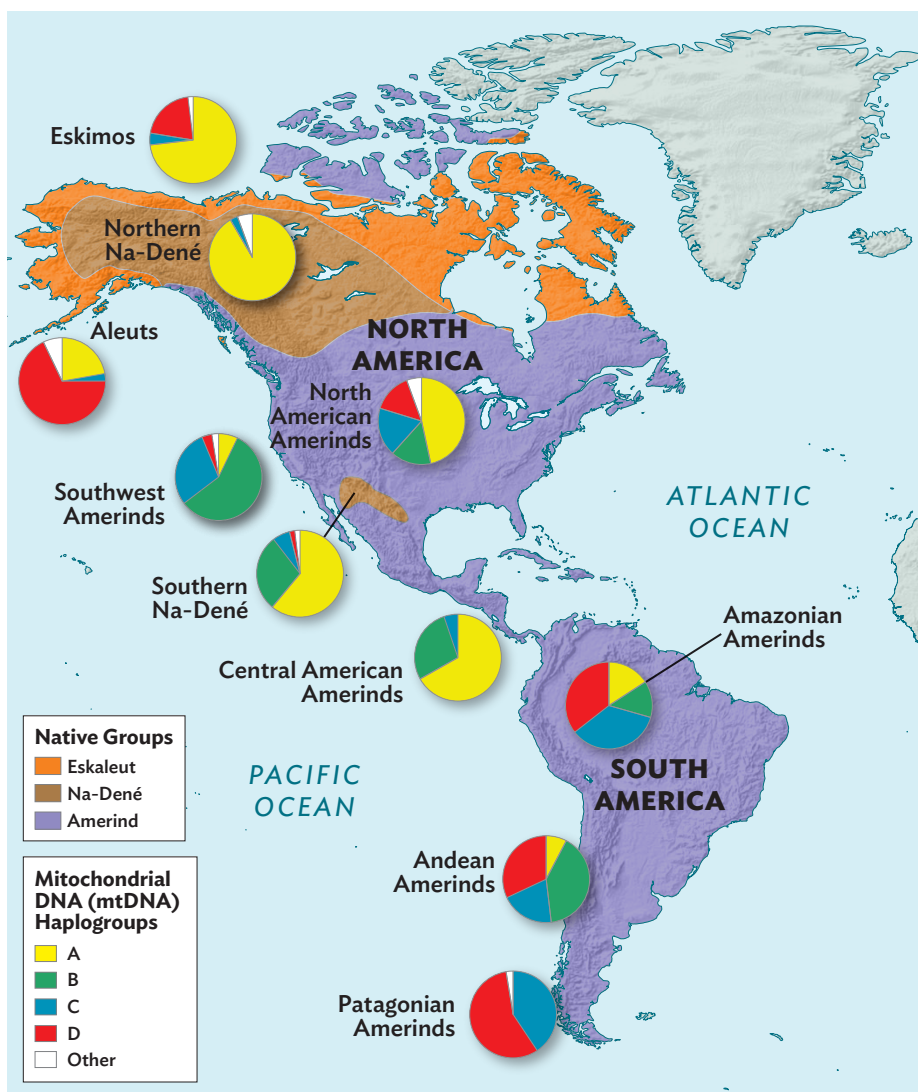 Eskimos
Northern
Na-Dené
Aleuts
NORTH
AMERICA
North
American
Amerinds
Southwest
Amerinds
ATLANTIC
OCEAN
Southern
Na-Dené
Amazonian
Amerinds
Central American
Amerinds
Native Groups
Eskaleut
Na-Dené
Amerind
PACIFIC
OCEAN
SOUTH
AMERICA
Andean
Amerinds
Mitochondrial
DNA (mtDNA)
Haplogroups
A
B
C
D
Other
Patagonian
Amerinds